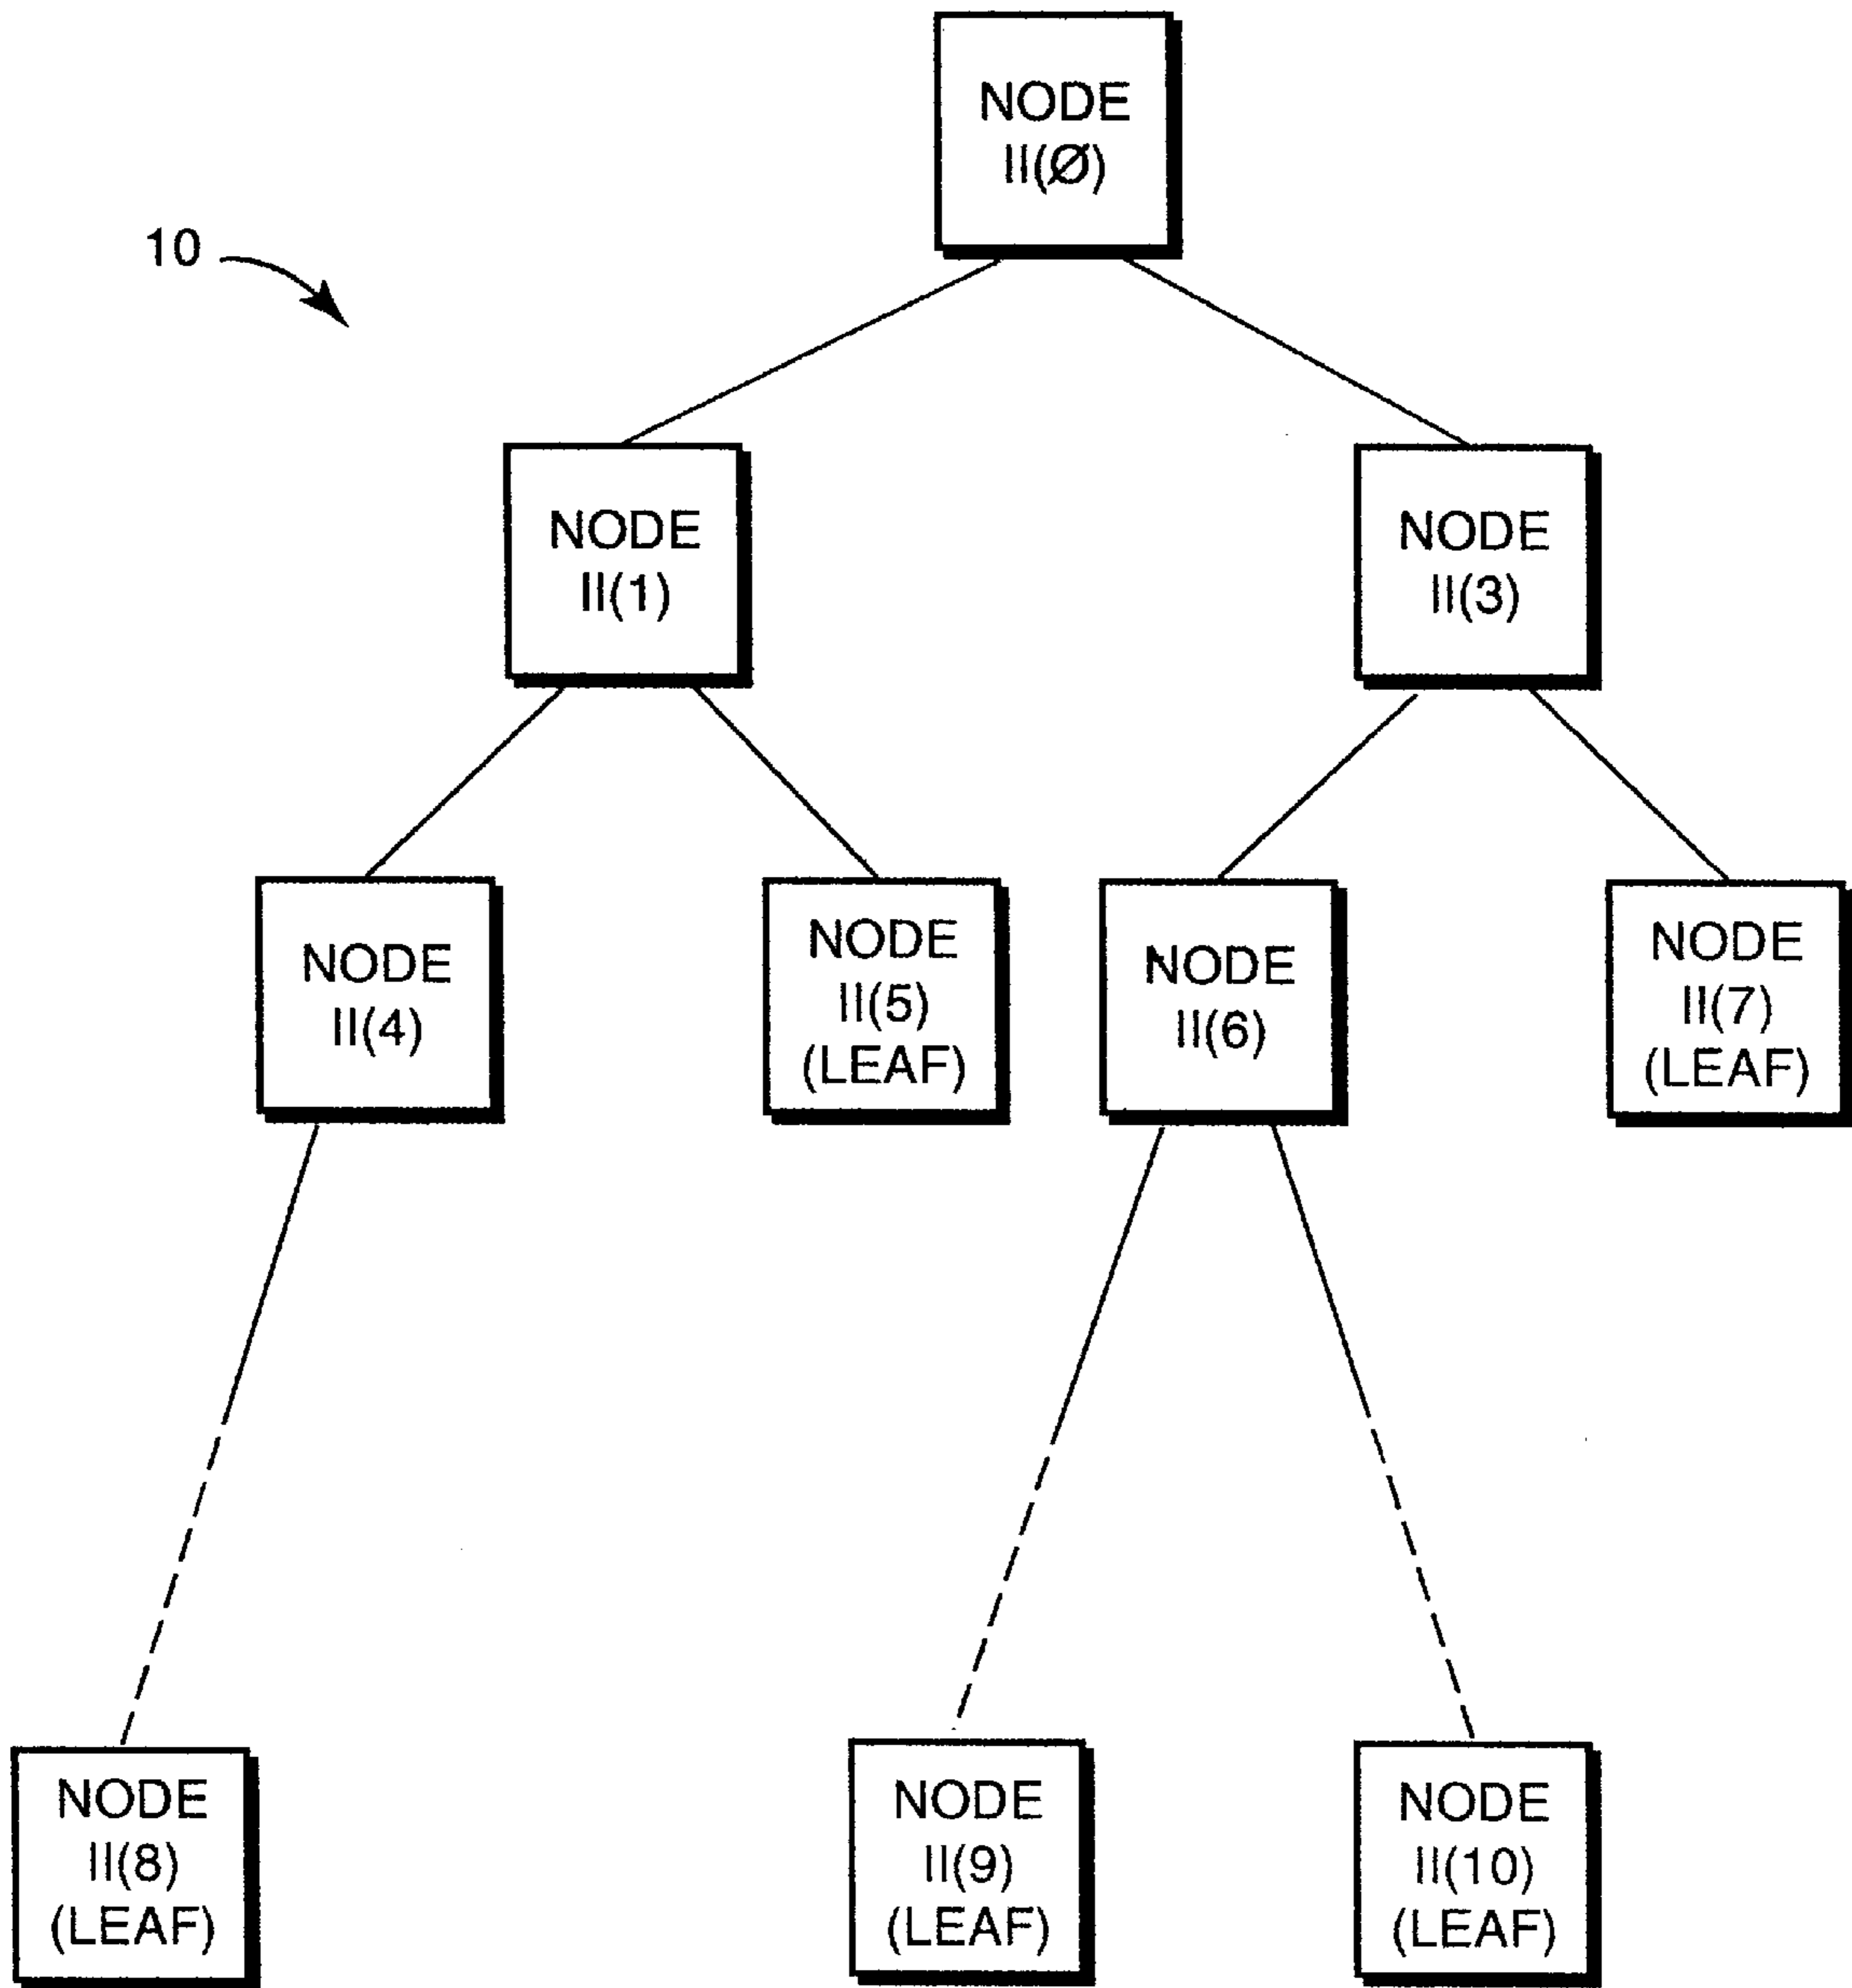 NODE
II(Ø)
10
NODE
II(1)
NODE
II(3)
NODE
II(4)
NODE
II(5)
(LEAF)
NODE
II(6)
NODE
II(7)
(LEAF)
NODE
II(8)
(LEAF)
NODE
II(9)
(LEAF)
NODE
II(10)
(LEAF)